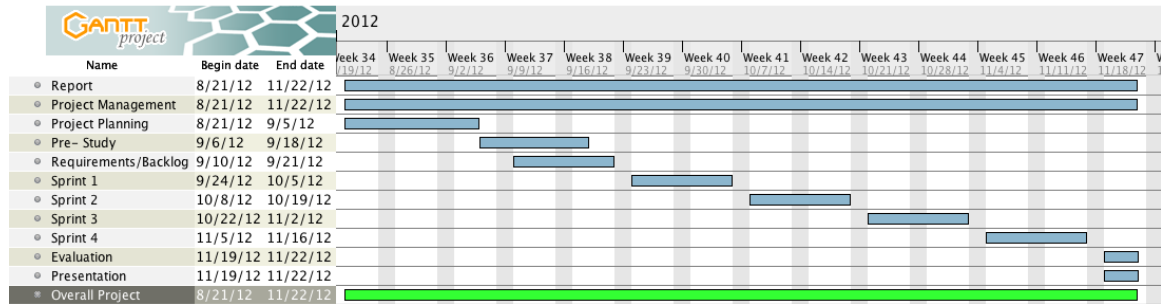 GANTT
project
2012
Week 34 Week 35 Week 36 Week 37 Week 38 Week 39 Week 40 Week 41 Week 42 Week 43 Week 44 Week 45 Week 46 Week 47
/19/12 8/26/12 9/2/12 9/9/12 9/16/12 9/23/12 9/30/12 10/7/12 10/14/12 10/21/12 10/28/12 11/4/12 11/11/12 11/18/12
Name Begin date End date
Report 8/21/12 11/22/12
Project Management 8/21/12 11/22/12
Project Planning 8/21/12 9/5/12
Pre- Study 9/6/12 9/18/12
Requirements/Backlog 9/10/12 9/21/12
Sprint 1 9/24/12 10/5/12
Sprint 2 10/8/12 10/19/12
Sprint 3 10/22/12 11/2/12
Sprint 4 11/5/12 11/16/12
Evaluation 11/19/12 11/22/12
Presentation 11/19/12 11/22/12
Overall Project 8/21/12 11/22/12